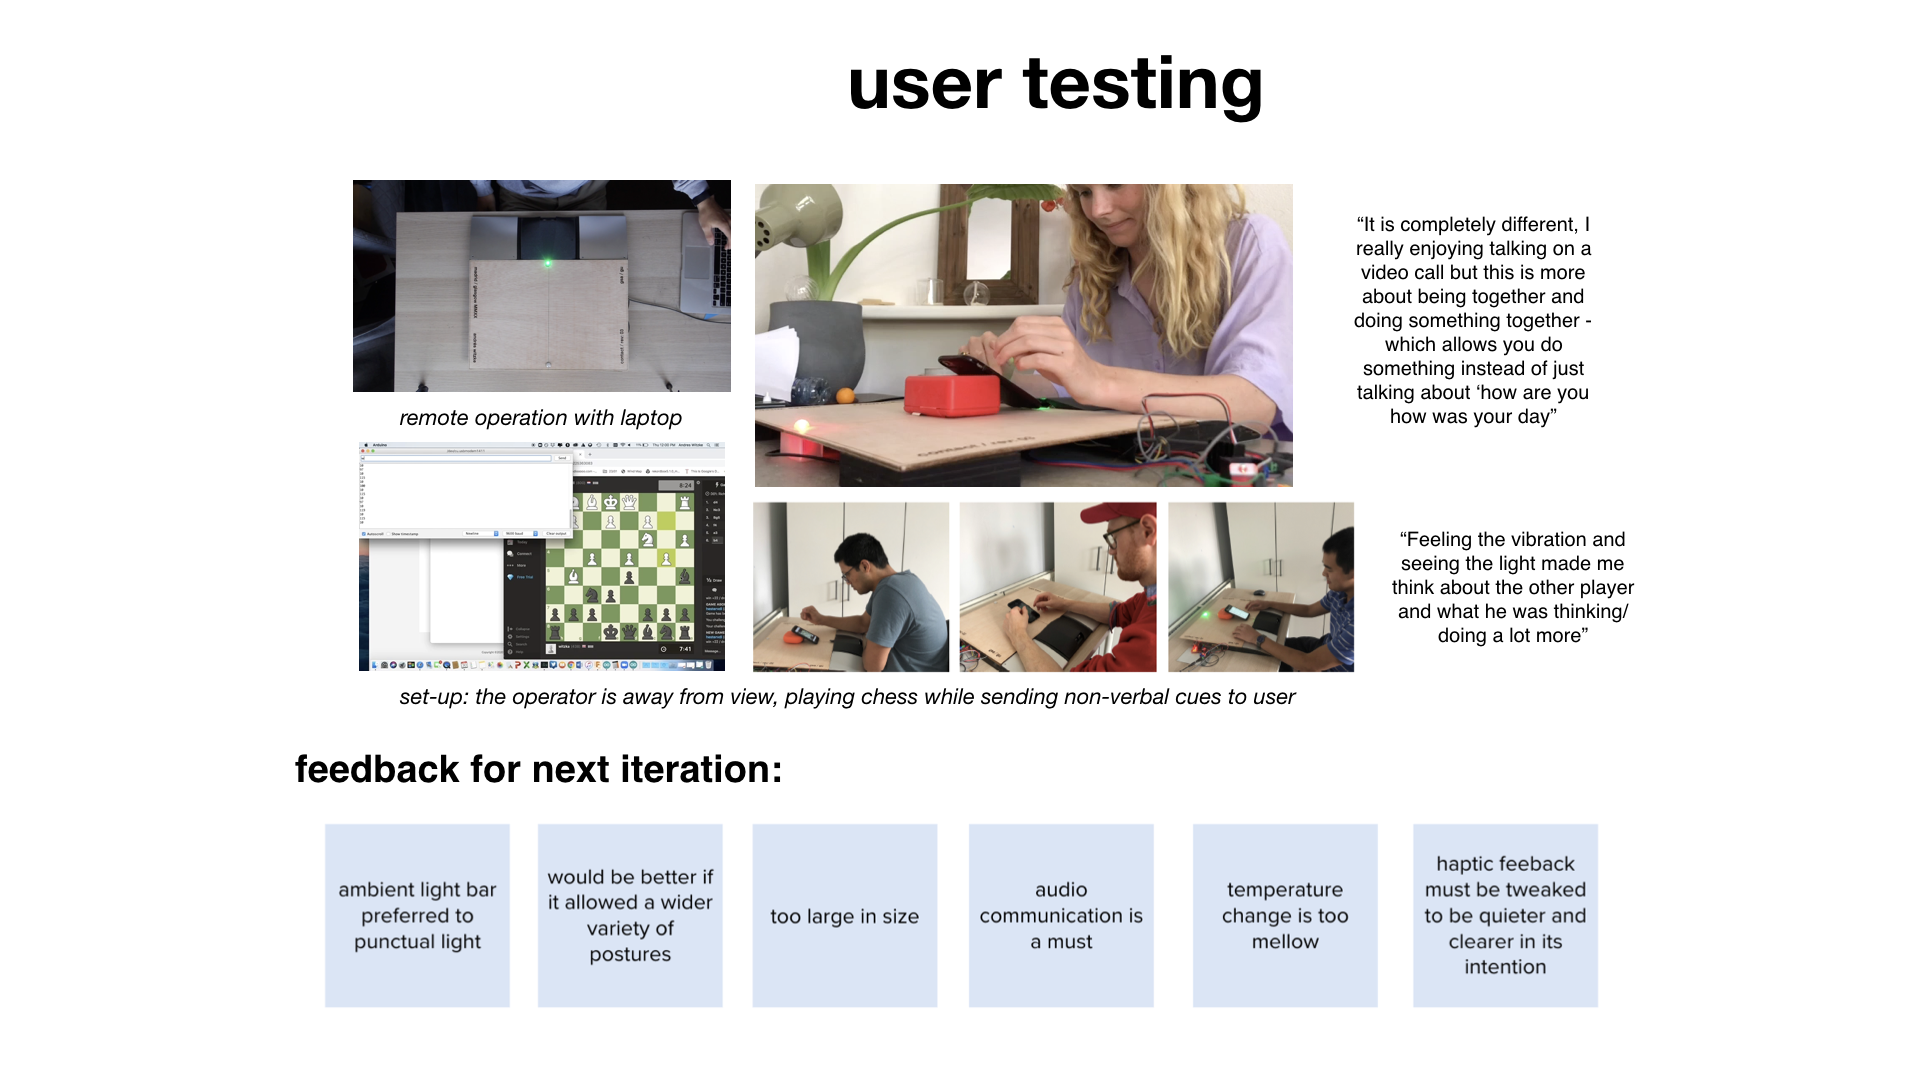 user testing
remote operation with laptop
“It is completely different, I
really enjoying talking on a
video call but this is more
about being together and
doing something together -
which allows you do
something instead of just
talking about ‘how are you
how was your day”
8:24
7:41
“Feeling the vibration and
seeing the light made me
think about the other player
and what he was thinking/
doing a lot more”
set-up: the operator is away from view, playing chess while sending non-verbal cues to user
feedback for next iteration:
ambient light bar
preferred to
punctual light
would be better if
it allowed a wider
variety of
postures
too large in size
audio
communication is
a must
temperature
change is too
mellow
haptic feeback
must be tweaked
to be quieter and
clearer in its
intention